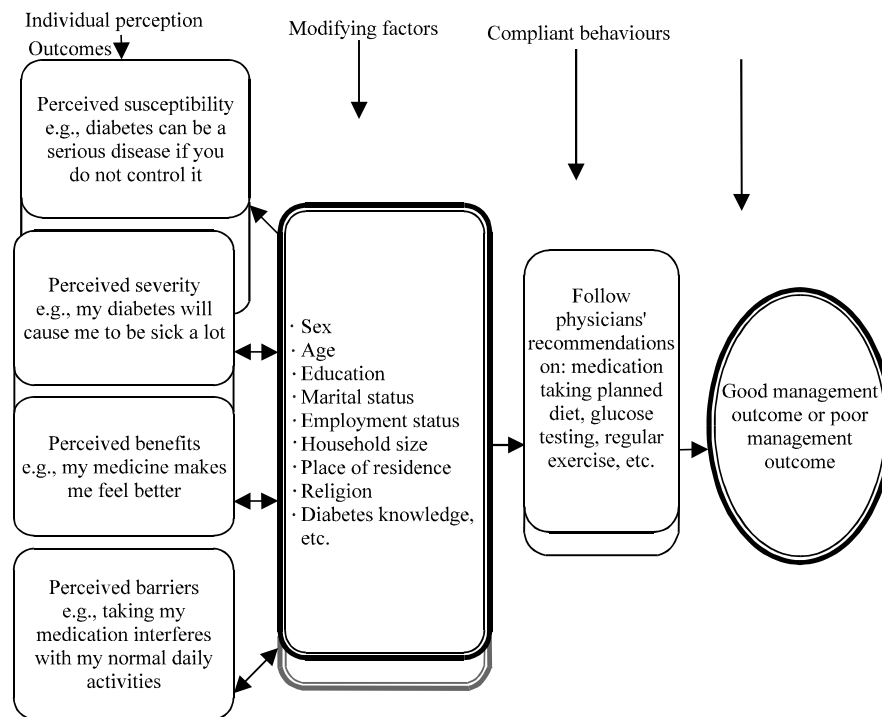 Individual perception
Outcomes
Modifying factors
Compliant behaviours
Perceived susceptibility
e.g., diabetes can be a
serious disease if you
do not control it
Perceived severity
e.g., my diabetes will
cause me to be sick a lot
Perceived benefits
e.g., my medicine makes
me feel better
Perceived barriers
e.g., taking my
medication interferes
with my normal daily
activities
· Sex
· Age
· Education
· Marital status
· Employment status
· Household size
· Place of residence
· Religion
· Diabetes knowledge,
etc.
Follow
physicians'
recommendations
on: medication
taking planned
diet, glucose
testing, regular
exercise, etc.
Good management
outcome or poor
management
outcome